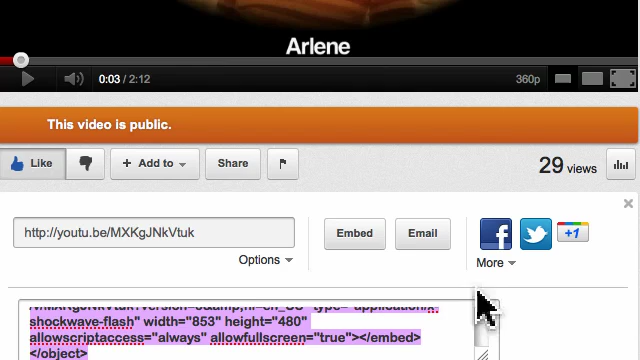 Arlene
0:03 / 2:12
360p
This video is public.
Like
+ Add to
Share
29 views
http://youtu.be/MXKgJNkVtuk
Embed
Email
+1
Options
More
shockwave-flash" width="853" height="480"
allowscriptaccess="always" allowfullscreen="true"></embed>
</object>